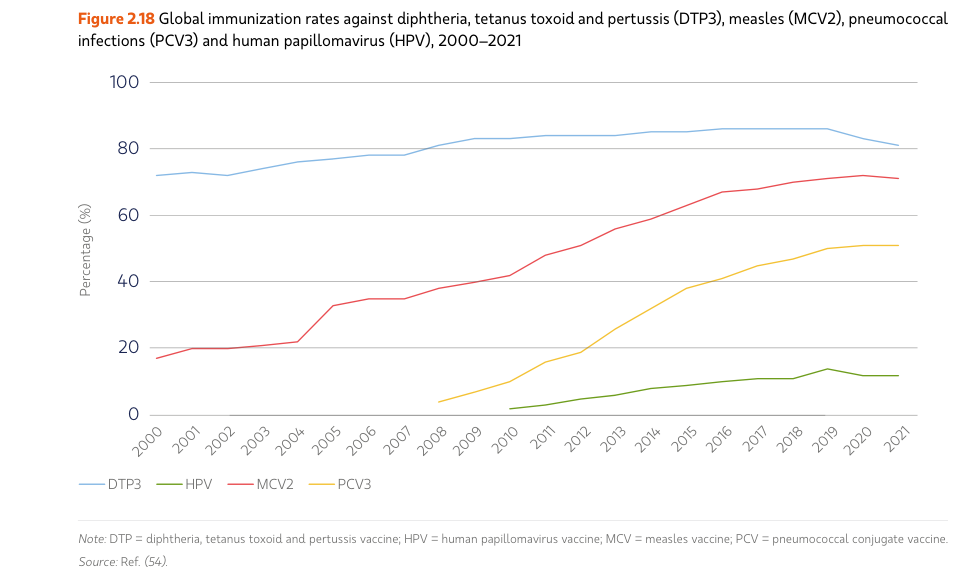 Figure 2.18 Global immunization rates against diphtheria, tetanus toxoid and pertussis (DTP3), measles (MCV2), pneumococcal
infections (PCV3) and human papillomavirus (HPV), 2000–2021
Percentage (%)
100
80
60
40
20
0
2000 2001 2002 2003 2004 2005 2006 2007 2008 2009 2010 2011 2012 2013 2014 2015 2016 2017 2018 2019 2020 2021
DTP3 HPV MCV2 PCV3
Note: DTP = diphtheria, tetanus toxoid and pertussis vaccine; HPV = human papillomavirus vaccine; MCV = measles vaccine; PCV = pneumococcal conjugate vaccine.
Source: Ref. (54).